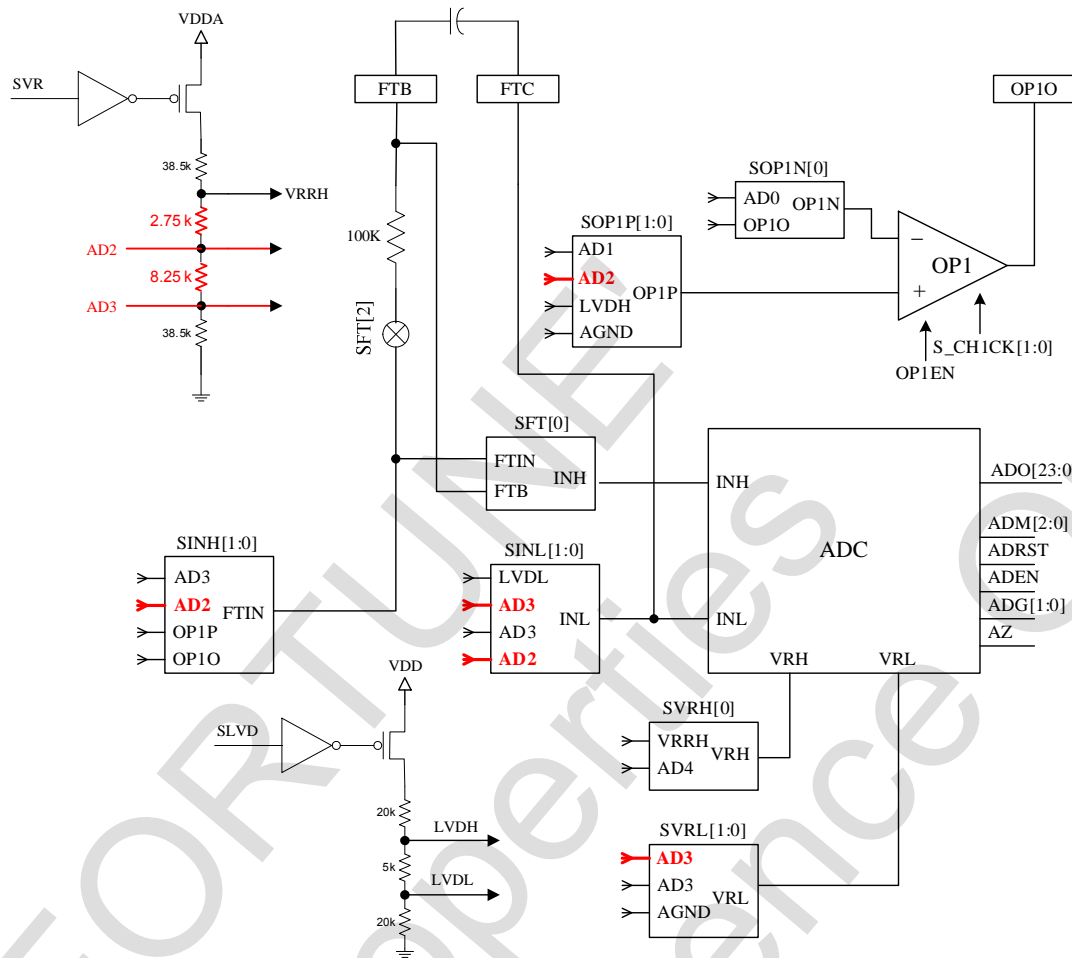 VDDA
SVR
38.5k
VRRH
2.75 k
AD2
8.25 k
AD3
38.5k
FTB
FTC
OP1O
100K
SFT[2]
SOP1P[1:0]
AD1
AD2
LVDH
AGND
OP1P
SOP1N[0]
AD0
OP1O
OP1N
−
OP1
+
S_CH1CK[1:0]
OP1EN
SFT[0]
FTIN
FTB
INH
SINH[1:0]
AD3
AD2
OP1P
OP1O
FTIN
SINL[1:0]
LVDL
AD3
AD3
AD2
INL
INH
INL
ADC
VRH
VRL
ADO[23:0
ADM[2:0]
ADRST
ADEN
ADG[1:0]
AZ
SVRH[0]
VRRH
AD4
VRH
SVRL[1:0]
AD3
AD3
AGND
VRL
VDD
SLVD
20k
LVDH
5k
LVDL
20k
FORTUNE'
operties
ence